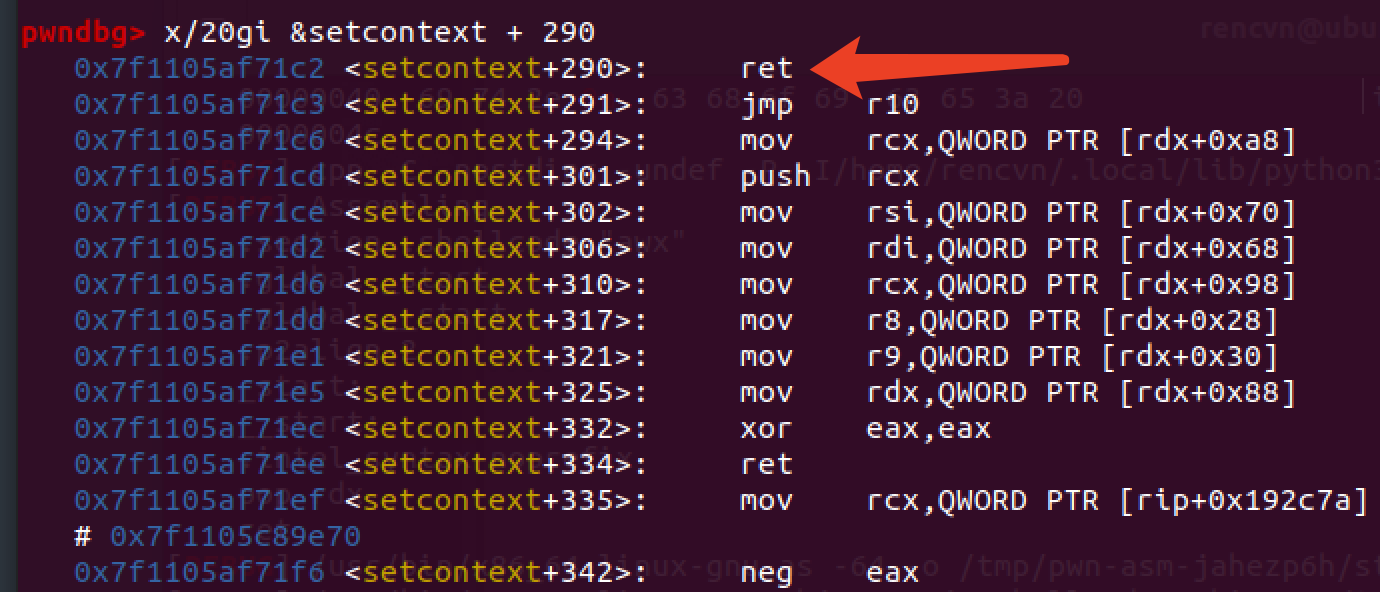 pwndbg> x/20gi &setcontext + 290
rencvn@ubu
0x7f1105af71c2 <setcontext+290>: ret
0x7f1105af71c3 <setcontext+291>: jmp r10
0x7f1105af71c6 <setcontext+294>: mov rcx,QWORD PTR [rdx+0xa8]
0x7f1105af71cd <setcontext+301>: push rcx
0x7f1105af71ce <setcontext+302>: mov rsi,QWORD PTR [rdx+0x70]
0x7f1105af71d2 <setcontext+306>: mov rdi,QWORD PTR [rdx+0x68]
0x7f1105af71d6 <setcontext+310>: mov rcx,QWORD PTR [rdx+0x98]
0x7f1105af71dd <setcontext+317>: mov r8,QWORD PTR [rdx+0x28]
0x7f1105af71e1 <setcontext+321>: mov r9,QWORD PTR [rdx+0x30]
0x7f1105af71e5 <setcontext+325>: mov rdx,QWORD PTR [rdx+0x88]
0x7f1105af71ec <setcontext+332>: xor eax,eax
0x7f1105af71ee <setcontext+334>: ret
0x7f1105af71ef <setcontext+335>: mov rcx,QWORD PTR [rip+0x192c7a]
# 0x7f1105c89e70
0x7f1105af71f6 <setcontext+342>: neg eax